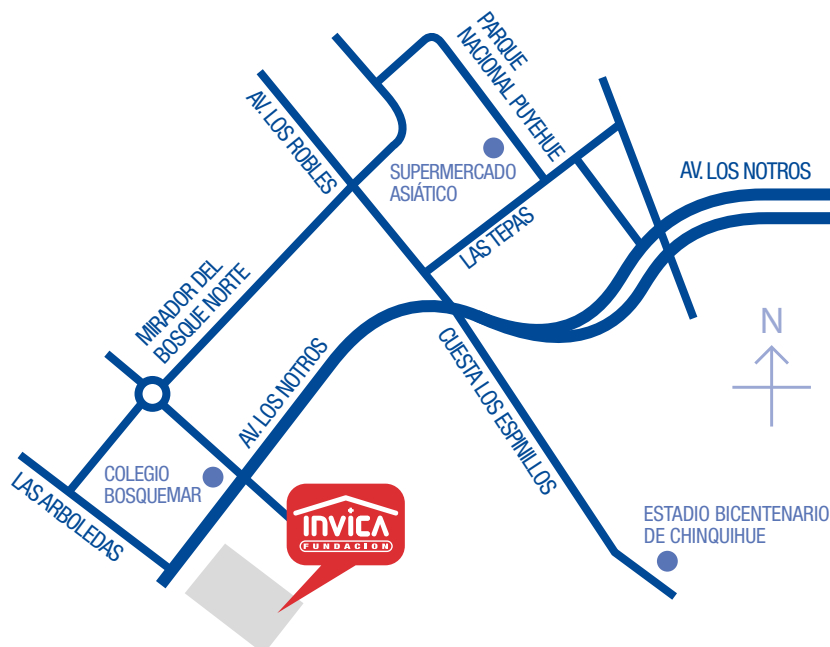 PARQUE
NACIONAL PUYEHUE
AV. LOS ROBLES
SUPERMERCADO
ASIÁTICO
AV. LOS NOTROS
LAS TEPAS
MIRADOR DEL
BOSQUE NORTE
N
CUESTA LOS ESPINILLOS
AV. LOS NOTROS
COLEGIO
BOSQUEMAR
LAS ARBOLEDAS
INVICA
FUNDACION
ESTADIO BICENTENARIO
DE CHINQUIHUE